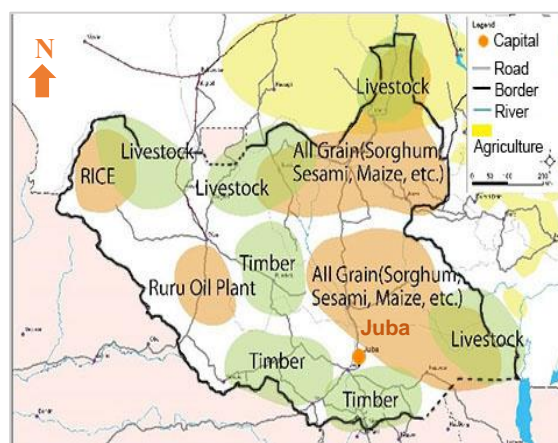 N
Legend
Capital
Road
Border
River
Agriculture
Livestock
Livestock
RICE
Livestock
All Grain(Sorghum,
Sesami, Maize, etc.)
Timber
Ruru Oil Plant
All Grain(Sorghum,
Sesami, Maize, etc.)
Juba
Juba
Livestock
Timber
Timber